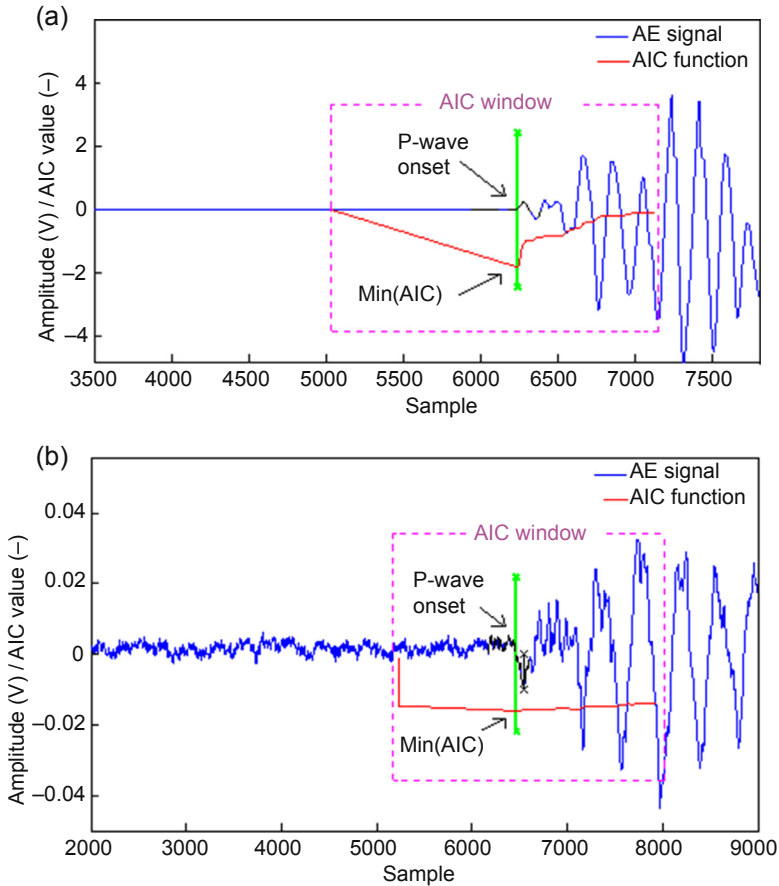 (a)
AE signal
AIC function
AIC window
P-wave
onset
Min(AIC)
Amplitude (V) / AIC value (–)
4
2
0
–2
–4
3500 4000 4500 5000 5500 6000 6500 7000 7500
Sample
(b)
AE signal
AIC function
AIC window
P-wave
onset
Min(AIC)
Amplitude (V) / AIC value (–)
0.04
0.02
0
–0.02
–0.04
2000 3000 4000 5000 6000 7000 8000 9000
Sample